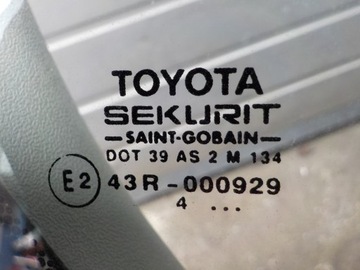 TOYOTA
SEKURIT
SAINT-GOBAIN
DOT 39 AS 2 M 134
E2 43R-000929
4 ...